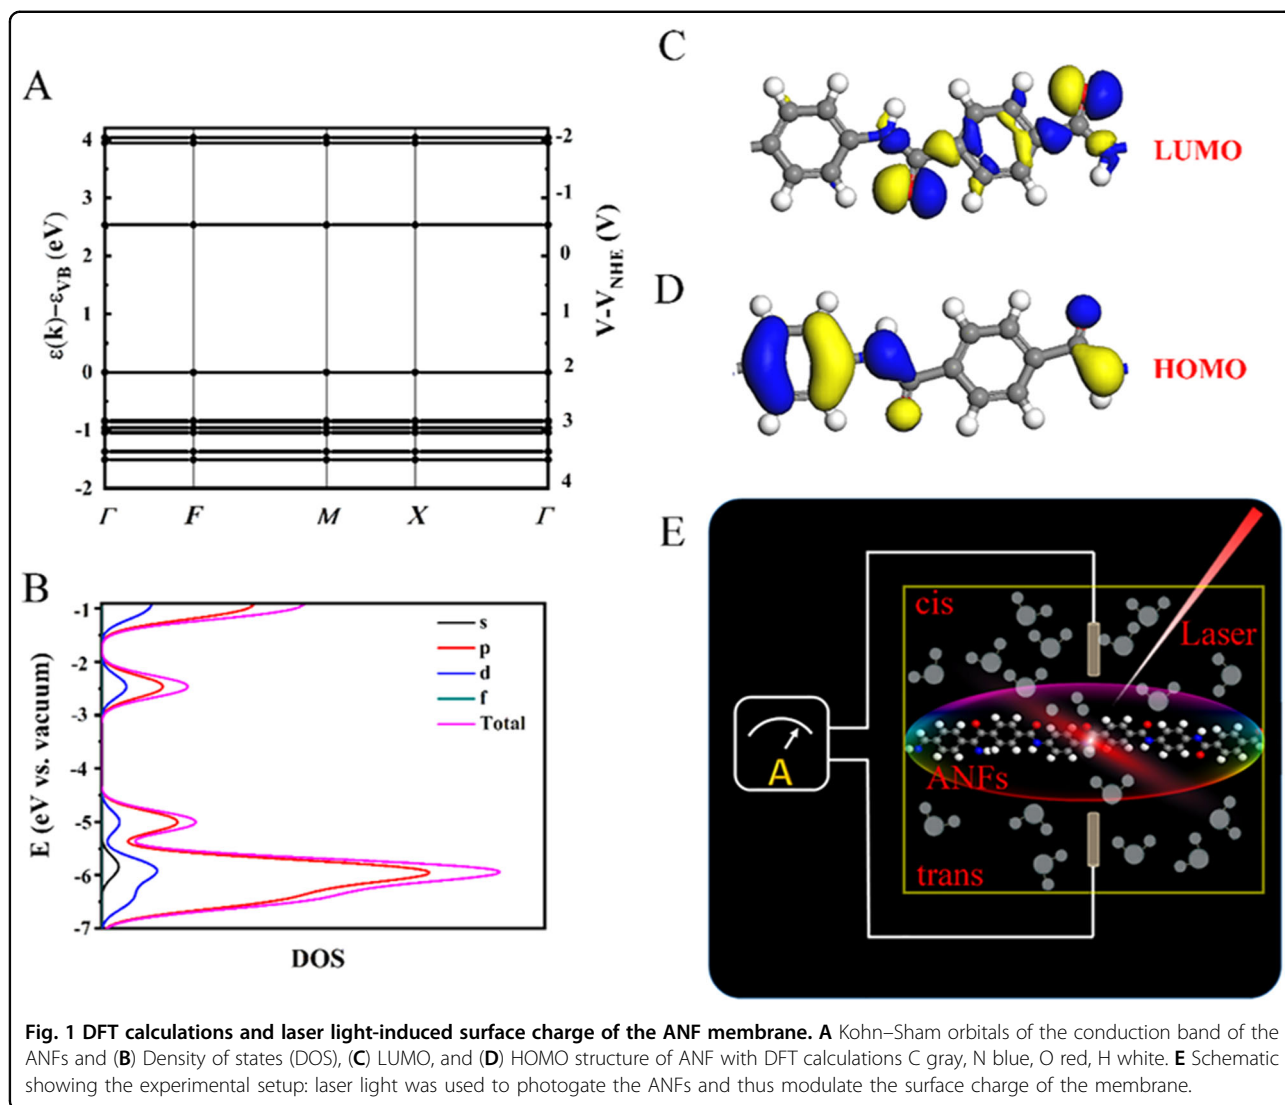 A
4
3
2
1
0
-1
-2
ε(k)−ε_VB (eV)
-2
-1
0
1
2
3
4
V-V_NHE (V)
Γ F M X Γ
B
-1
-2
-3
-4
-5
-6
-7
E (eV vs. vacuum)
s
p
d
f
Total
DOS
C
LUMO
D
HOMO
E
cis
Laser
A
ANFs
trans
Fig. 1 DFT calculations and laser light-induced surface charge of the ANF membrane. A Kohn–Sham orbitals of the conduction band of the
ANFs and (B) Density of states (DOS), (C) LUMO, and (D) HOMO structure of ANF with DFT calculations C gray, N blue, O red, H white. E Schematic
showing the experimental setup: laser light was used to photogate the ANFs and thus modulate the surface charge of the membrane.